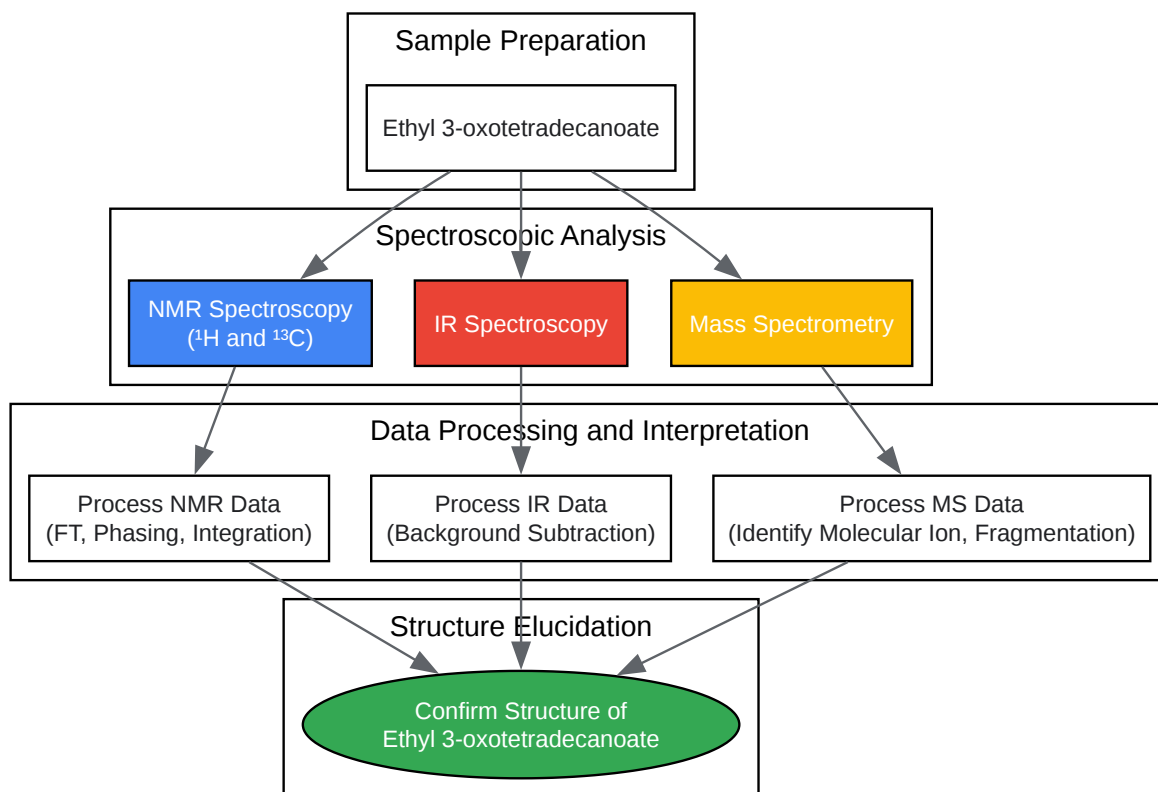 Sample Preparation
Ethyl 3-oxotetradecanoate
Spectroscopic Analysis
NMR Spectroscopy
(¹H and ¹³C)
IR Spectroscopy
Mass Spectrometry
Data Processing and Interpretation
Process NMR Data
(FT, Phasing, Integration)
Process IR Data
(Background Subtraction)
Process MS Data
(Identify Molecular Ion, Fragmentation)
Structure Elucidation
Confirm Structure of
Ethyl 3-oxotetradecanoate